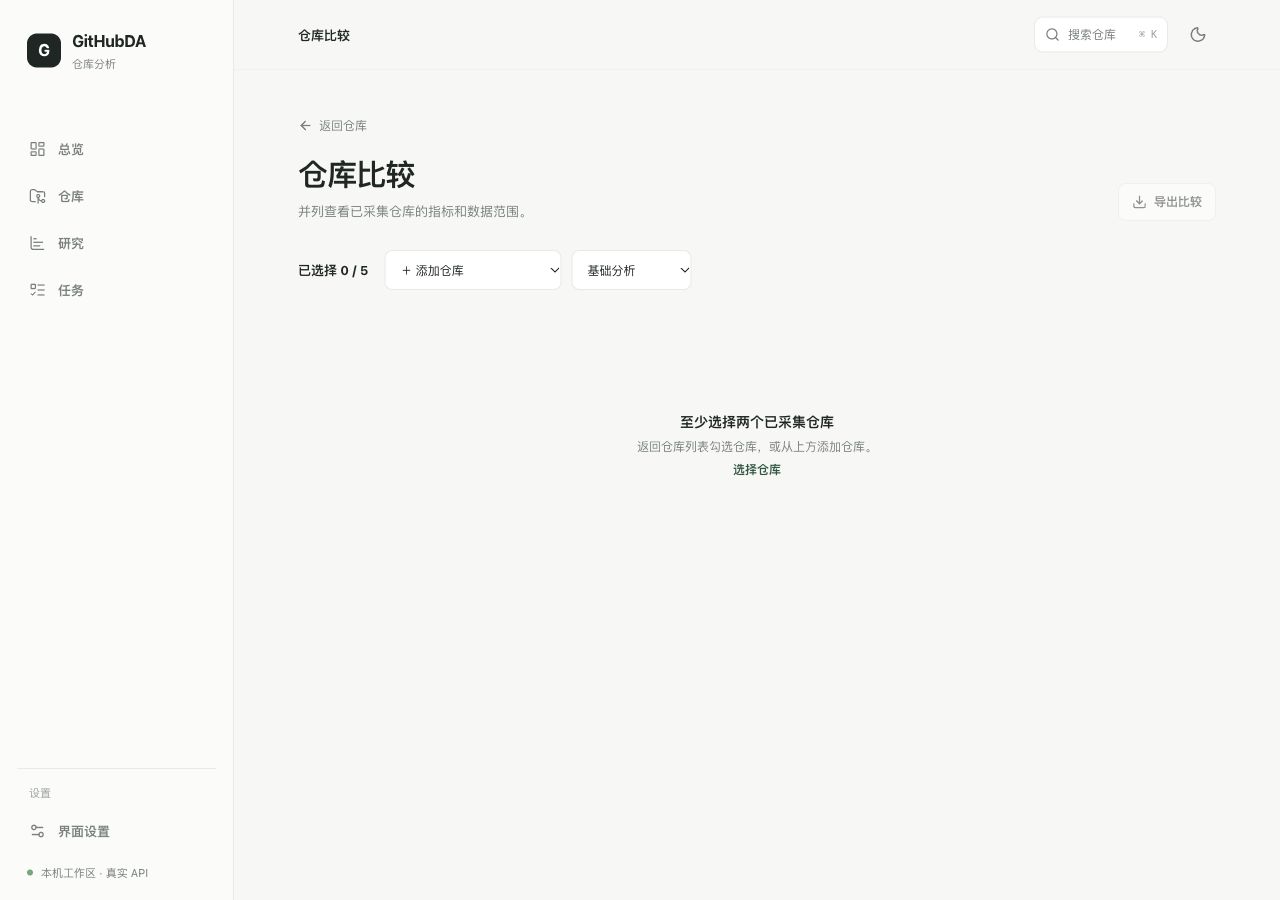 G
GitHubDA
仓库分析
总览
仓库
研究
任务
设置
界面设置
本机工作区 · 真实 API
仓库比较
搜索仓库 ⌘ K
返回仓库
仓库比较
并列查看已采集仓库的指标和数据范围。
导出比较
已选择 0 / 5
+ 添加仓库
基础分析
至少选择两个已采集仓库
返回仓库列表勾选仓库，或从上方添加仓库。
选择仓库